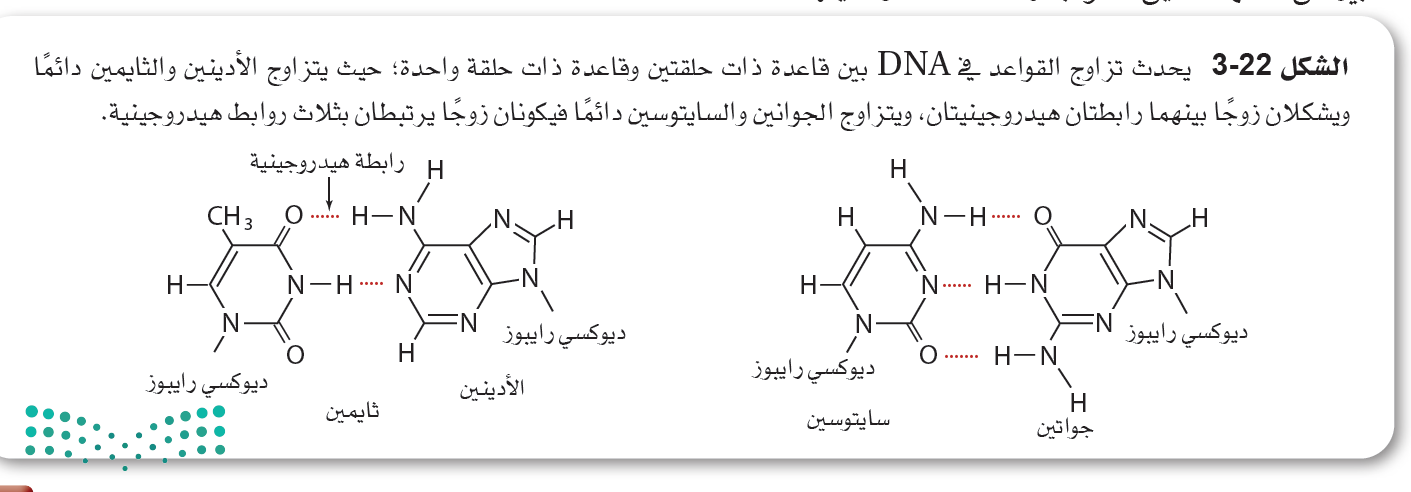 الشكل 22-3 يحدث تزاوج القواعد في DNA بين قاعدة ذات حلقتين وقاعدة ذات حلقة واحدة؛ حيث يتزاوج الأدينين والثايمين دائمًا
ويشكلان زوجًا بينهما رابطتان هيدروجينيتان، ويتزاوج الجوانين والسايتوسين دائمًا فيكونان زوجًا يرتبطان بثلاث روابط هيدروجينية.
رابطة هيدروجينية
H
CH3 O H N N H
H N H N N
N O H N
ديوكسي رايبوز
ديوكسي رايبوز
الأدينين
ثايمين
H
H N H O N H
H N H N N
N O H N N
H
ديوكسي رايبوز
ديوكسي رايبوز
سايتوسين
جواتين